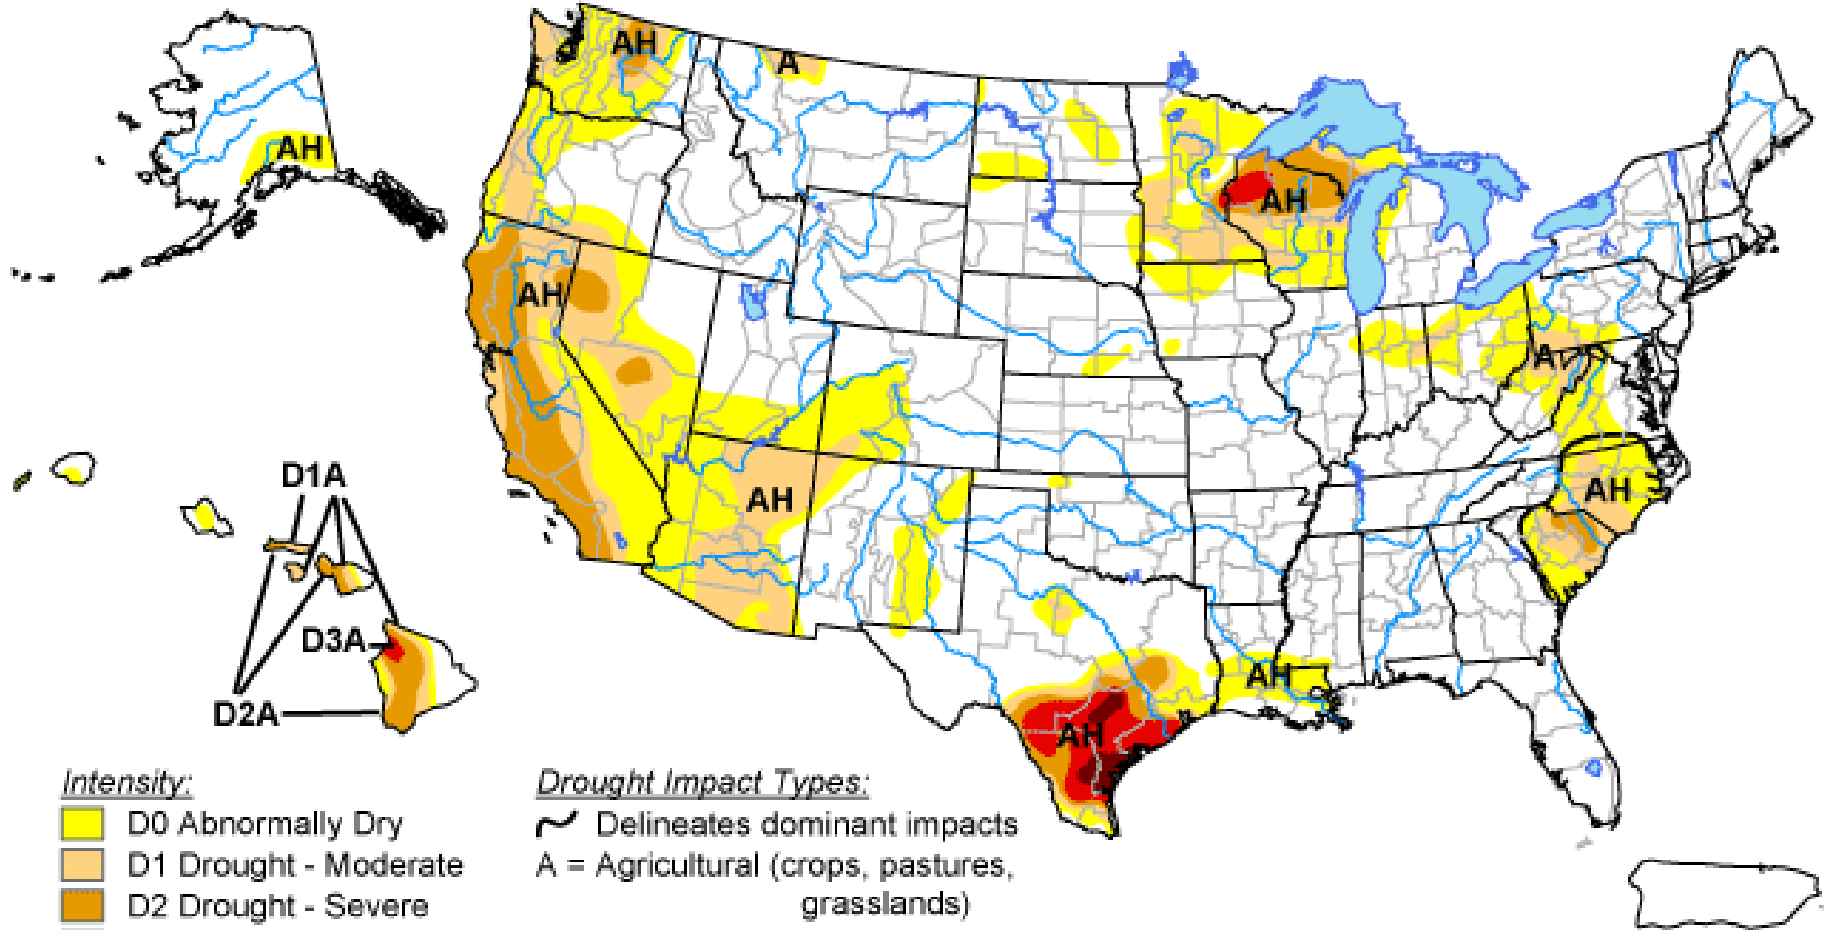 AH
A
AH
AH
AH
A
D1A
AH
AH
D3A
AH
D2A
AH
Intensity:
D0 Abnormally Dry
D1 Drought - Moderate
D2 Drought - Severe
Drought Impact Types:
Delineates dominant impacts
A = Agricultural (crops, pastures,
grasslands)